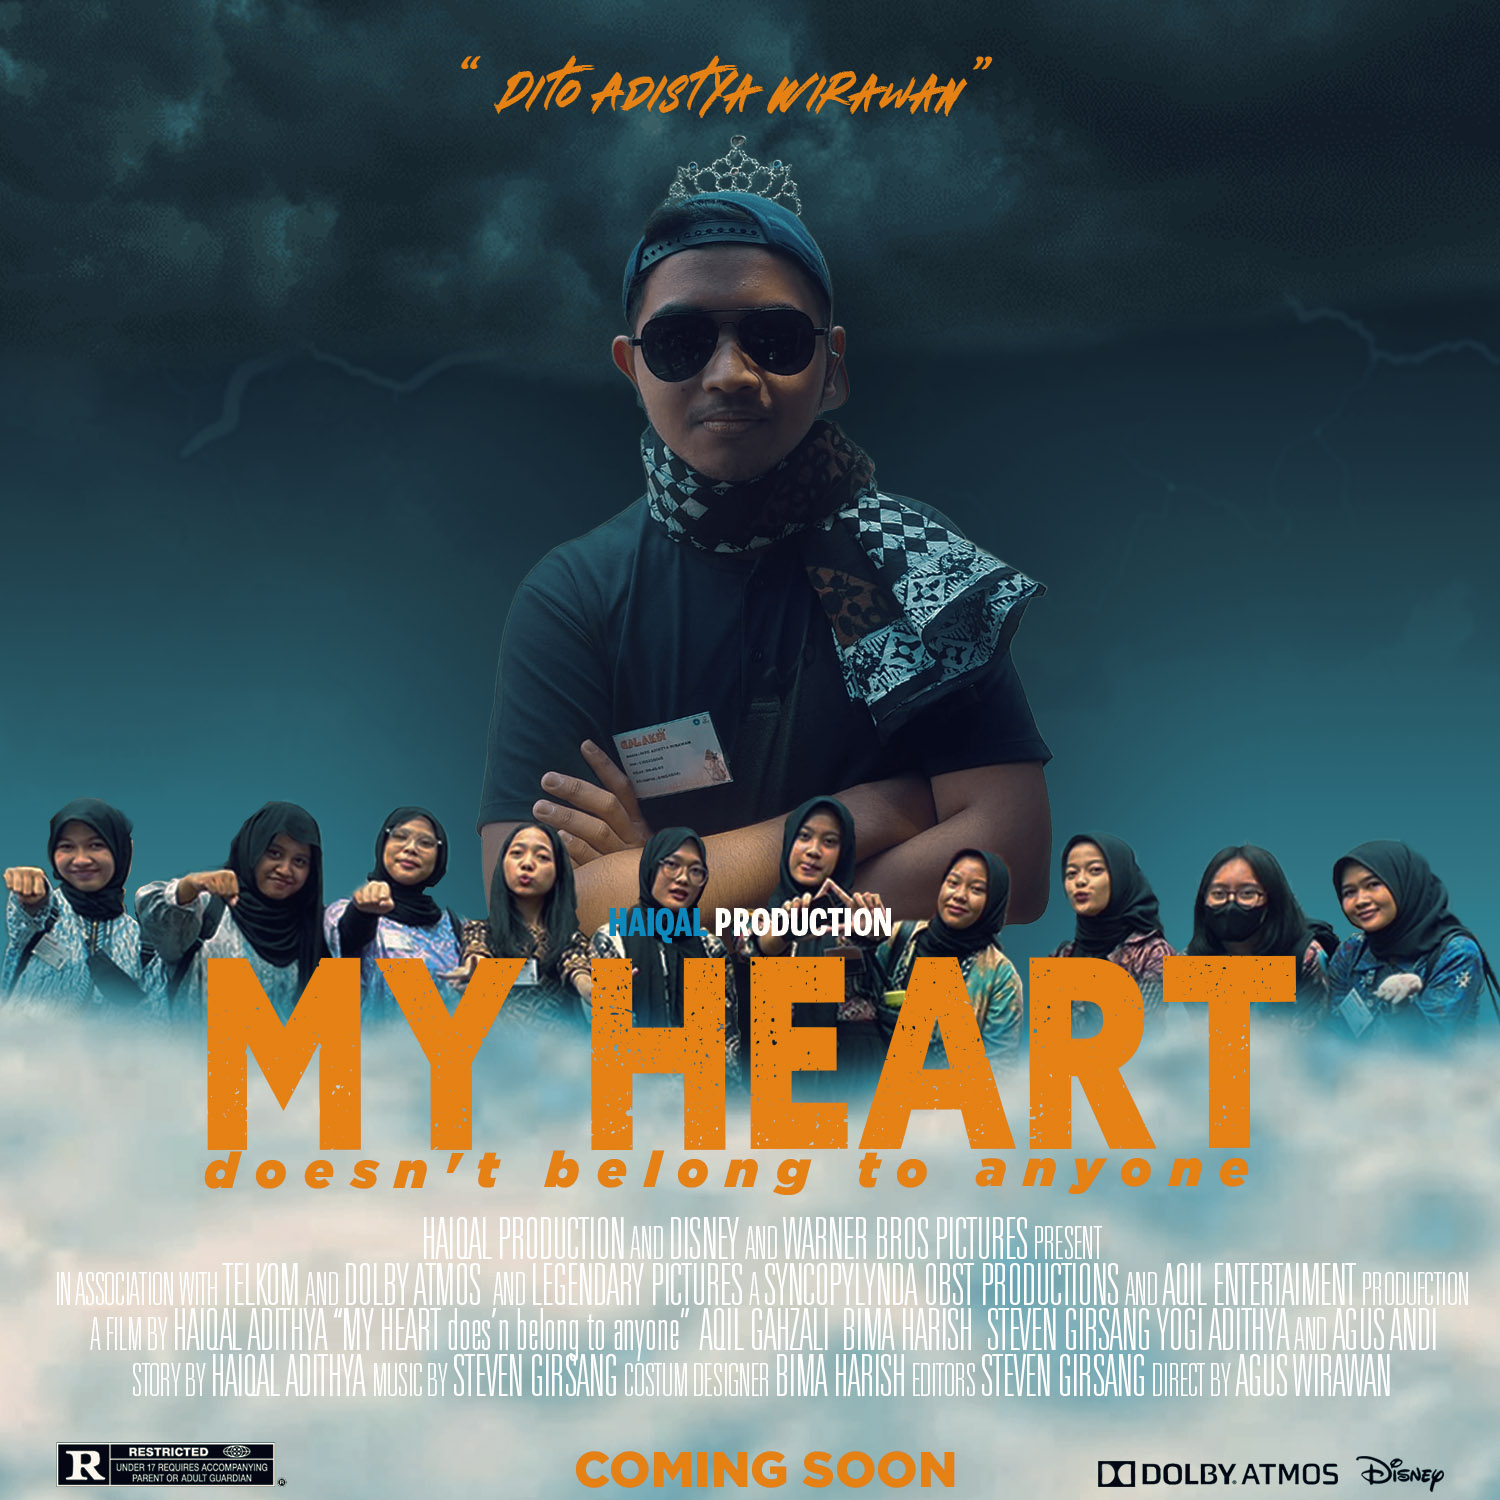 “ DITO ADISTYA WIRAWAN”
GALAKSI
HAIQAL PRODUCTION
MY HEART
doesn't belong to anyone
HAIQAL PRODUCTION AND DISNEY AND WARNER BROS PICTURES PRESENT
IN ASSOCIATION WITH TELKOM AND DOLBY ATMOS AND LEGENDARY PICTURES A SYNCOPYLYNDA OBST PRODUCTIONS AND AQIL ENTERTAIMENT PRODUFCTION
A FILM BY HAIQAL ADITHYA “MY HEART does'n belong to anyone” AQIL GAHZALI BIMA HARISH STEVEN GIRSANG YOGI ADITHYA AND AGUS ANDI
STORY BY HAIQAL ADITHYA MUSIC BY STEVEN GIRSANG COSTUM DESIGNER BIMA HARISH EDITORS STEVEN GIRSANG DIRECT BY AGUS WIRAWAN
R RESTRICTED
UNDER 17 REQUIRES ACCOMPANYING
PARENT OR ADULT GUARDIAN ®
COMING SOON
DOLBY ATMOS
Disney